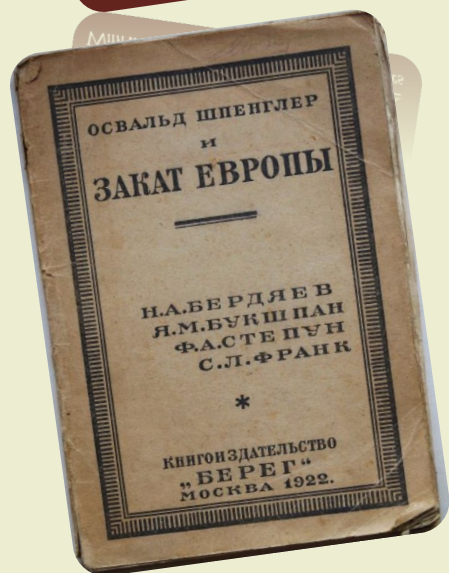 ОСВАЛЬД ШПЕНГЛЕР
И
ЗАКАТ ЕВРОПЫ
Н.А.БЕРДЯЕВ
Я.М.БУКШПАН
Ф.А.СТЕПУН
С.Л.ФРАНК
*
КНИГОИЗДАТЕЛЬСТВО
„БЕРЕГ“
МОСКВА 1922.